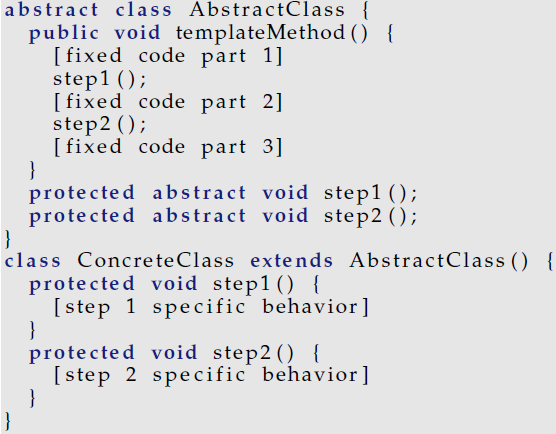 abstract class AbstractClass {
  public void templateMethod() {
    [fixed code part 1]
    step1();
    [fixed code part 2]
    step2();
    [fixed code part 3]
  }
  protected abstract void step1();
  protected abstract void step2();
}
class ConcreteClass extends AbstractClass() {
  protected void step1() {
    [step 1 specific behavior]
  }
  protected void step2() {
    [step 2 specific behavior]
  }
}